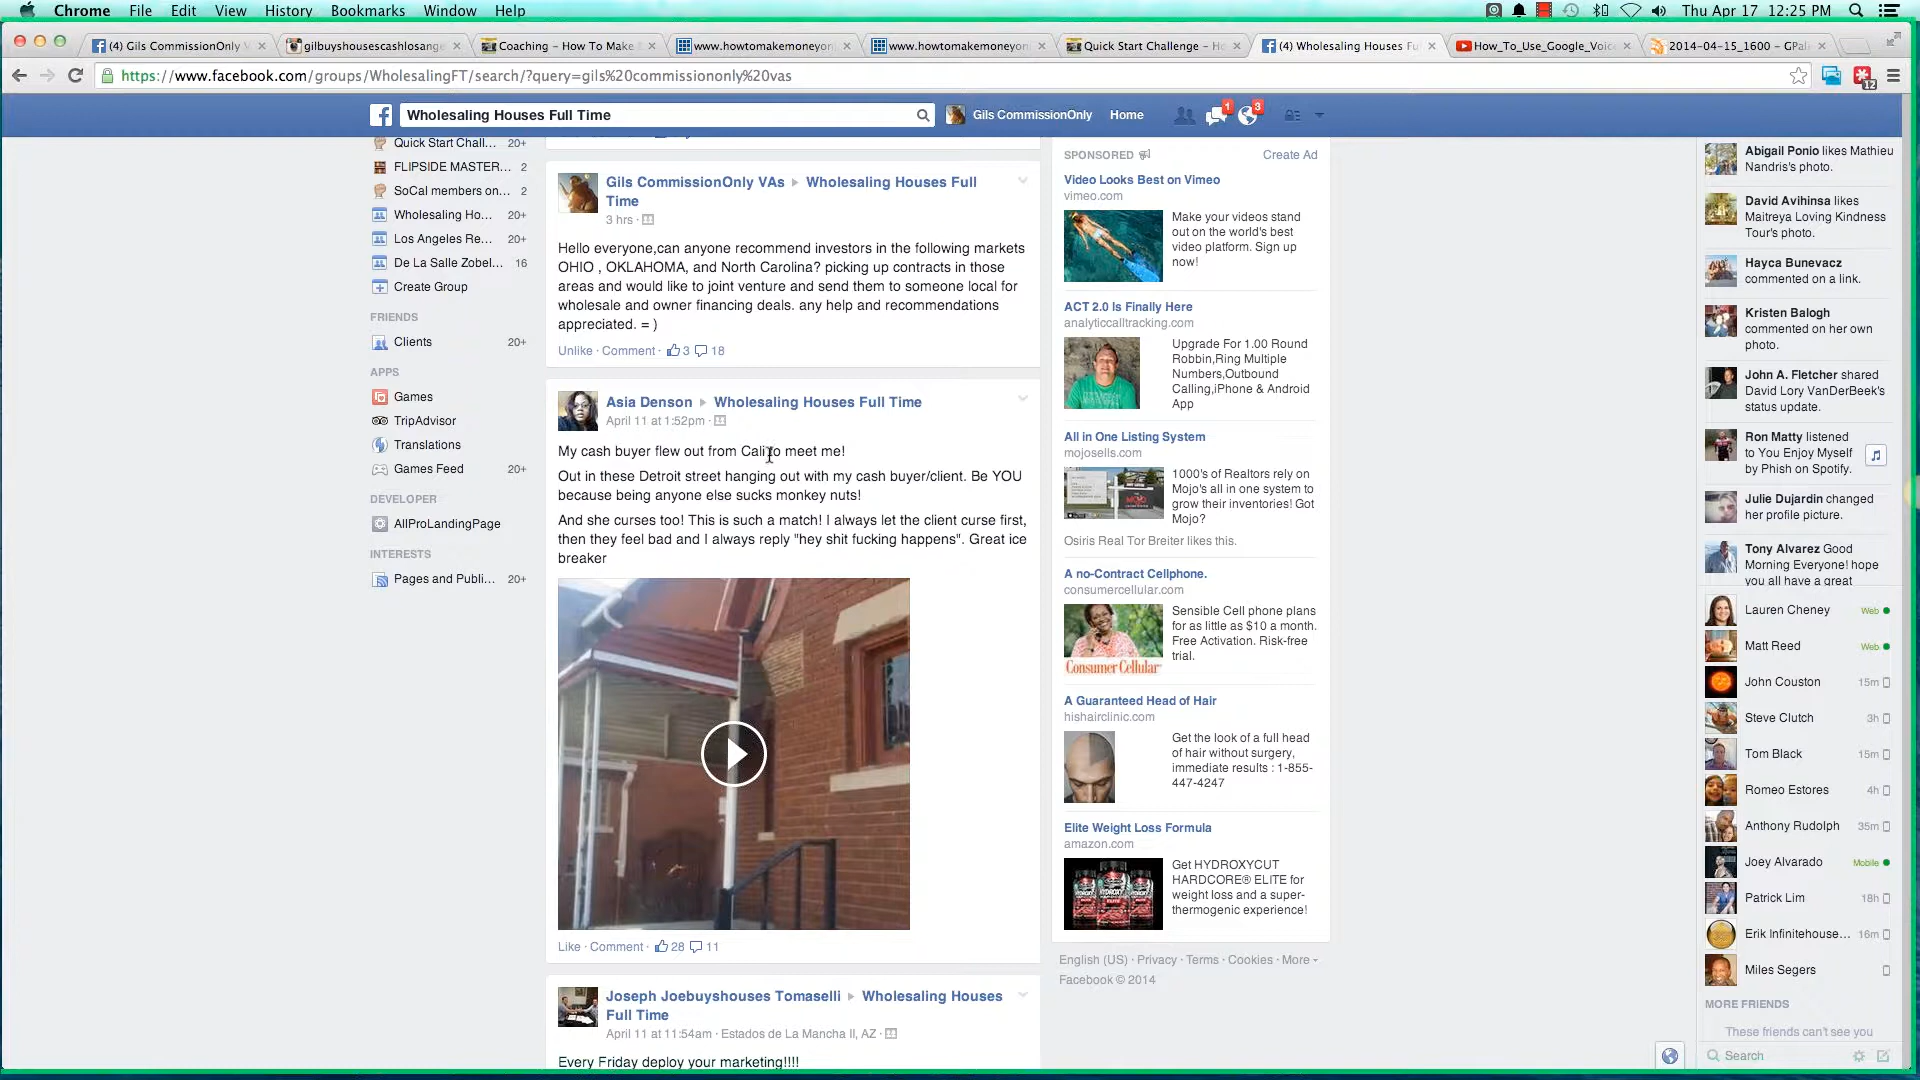 Chrome File Edit View History Bookmarks Window Help
Thu Apr 17 12:25 PM
(4) Gils CommissionOnly V
gilbuyshousescashlosange
Coaching – How To Make
www.howtomakemoneyon
www.howtomakemoneyon
Quick Start Challenge – H
(4) Wholesaling Houses Fu
How_To_Use_Google_Voice
2014-04-15_1600 – GPal
https://www.facebook.com/groups/WholesalingFT/search/?query=gils%20commissiononly%20vas
12
Wholesaling Houses Full Time
Gils CommissionOnly
Home
1
3
Quick Start Chall... 20+
FLIPSIDE MASTER... 2
SoCal members on... 2
Wholesaling Ho... 20+
Los Angeles Re... 20+
De La Salle Zobel... 16
Create Group
FRIENDS
Clients 20+
APPS
Games
TripAdvisor
Translations
Games Feed 20+
DEVELOPER
AllProLandingPage
INTERESTS
Pages and Publi... 20+
Gils CommissionOnly VAs Wholesaling Houses Full
Time
3 hrs ·
Hello everyone,can anyone recommend investors in the following markets
OHIO , OKLAHOMA, and North Carolina? picking up contracts in those
areas and would like to joint venture and send them to someone local for
wholesale and owner financing deals. any help and recommendations
appreciated. = )
Unlike · Comment · 3 18
Asia Denson Wholesaling Houses Full Time
April 11 at 1:52pm ·
My cash buyer flew out from Cali to meet me!
Out in these Detroit street hanging out with my cash buyer/client. Be YOU
because being anyone else sucks monkey nuts!
And she curses too! This is such a match! I always let the client curse first,
then they feel bad and I always reply "hey shit fucking happens". Great ice
breaker
Like · Comment · 28 11
Joseph Joebuyshouses Tomaselli Wholesaling Houses
Full Time
April 11 at 11:54am · Estados de La Mancha II, AZ ·
Every Friday deploy your marketing!!!!
SPONSORED
Create Ad
Video Looks Best on Vimeo
vimeo.com
Make your videos stand
out on the world's best
video platform. Sign up
now!
ACT 2.0 Is Finally Here
analyticcalltracking.com
Upgrade For 1.00 Round
Robbin,Ring Multiple
Numbers,Outbound
Calling,iPhone & Android
App
All in One Listing System
mojosells.com
1000's of Realtors rely on
Mojo's all in one system to
grow their inventories! Got
Mojo?
Osiris Real Tor Breiter likes this.
A no-Contract Cellphone.
consumercellular.com
Sensible Cell phone plans
for as little as $10 a month.
Free Activation. Risk-free
trial.
Consumer Cellular
A Guaranteed Head of Hair
hishairclinic.com
Get the look of a full head
of hair without surgery,
immediate results : 1-855-
447-4247
Elite Weight Loss Formula
amazon.com
Get HYDROXYCUT
HARDCORE® ELITE for
weight loss and a super-
thermogenic experience!
English (US) · Privacy · Terms · Cookies · More
Facebook © 2014
Abigail Ponio likes Mathieu
Nandris's photo.
David Avihinsa likes
Maitreya Loving Kindness
Tour's photo.
Hayca Bunevacz
commented on a link.
Kristen Balogh
commented on her own
photo.
John A. Fletcher shared
David Lory VanDerBeek's
status update.
Ron Matty listened
to You Enjoy Myself
by Phish on Spotify.
Julie Dujardin changed
her profile picture.
Tony Alvarez Good
Morning Everyone! hope
you all have a great
Lauren Cheney Web
Matt Reed Web
John Couston 15m
Steve Clutch 3h
Tom Black 15m
Romeo Estores 4h
Anthony Rudolph 35m
Joey Alvarado Mobile
Patrick Lim 18h
Erik Infinitehouse... 16m
Miles Segers
MORE FRIENDS
These friends can't see you
Search